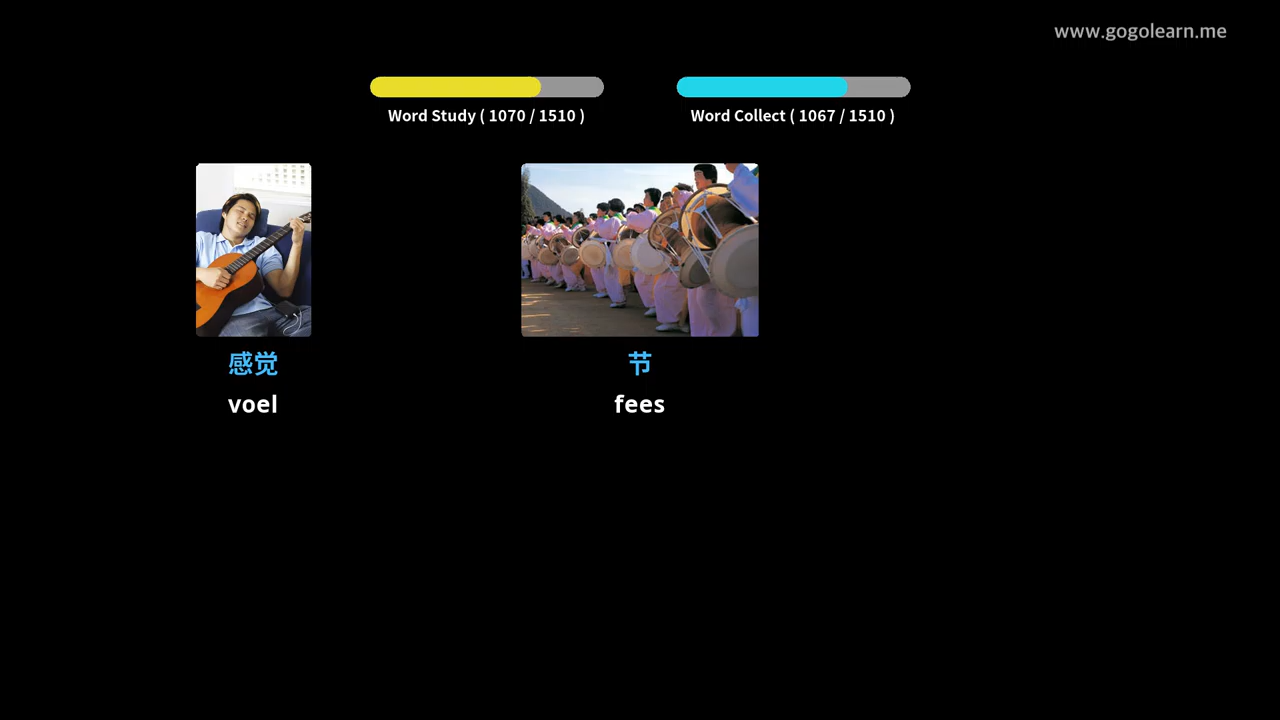 www.gogolearn.me
Word Study ( 1070 / 1510 )
Word Collect ( 1067 / 1510 )
感觉
voel
节
fees